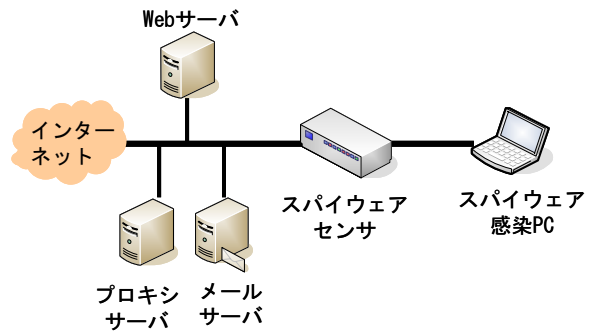 Webサーバ
インター
ネット
スパイウェア
センサ
スパイウェア
感染PC
プロキシ
サーバ
メール
サーバ